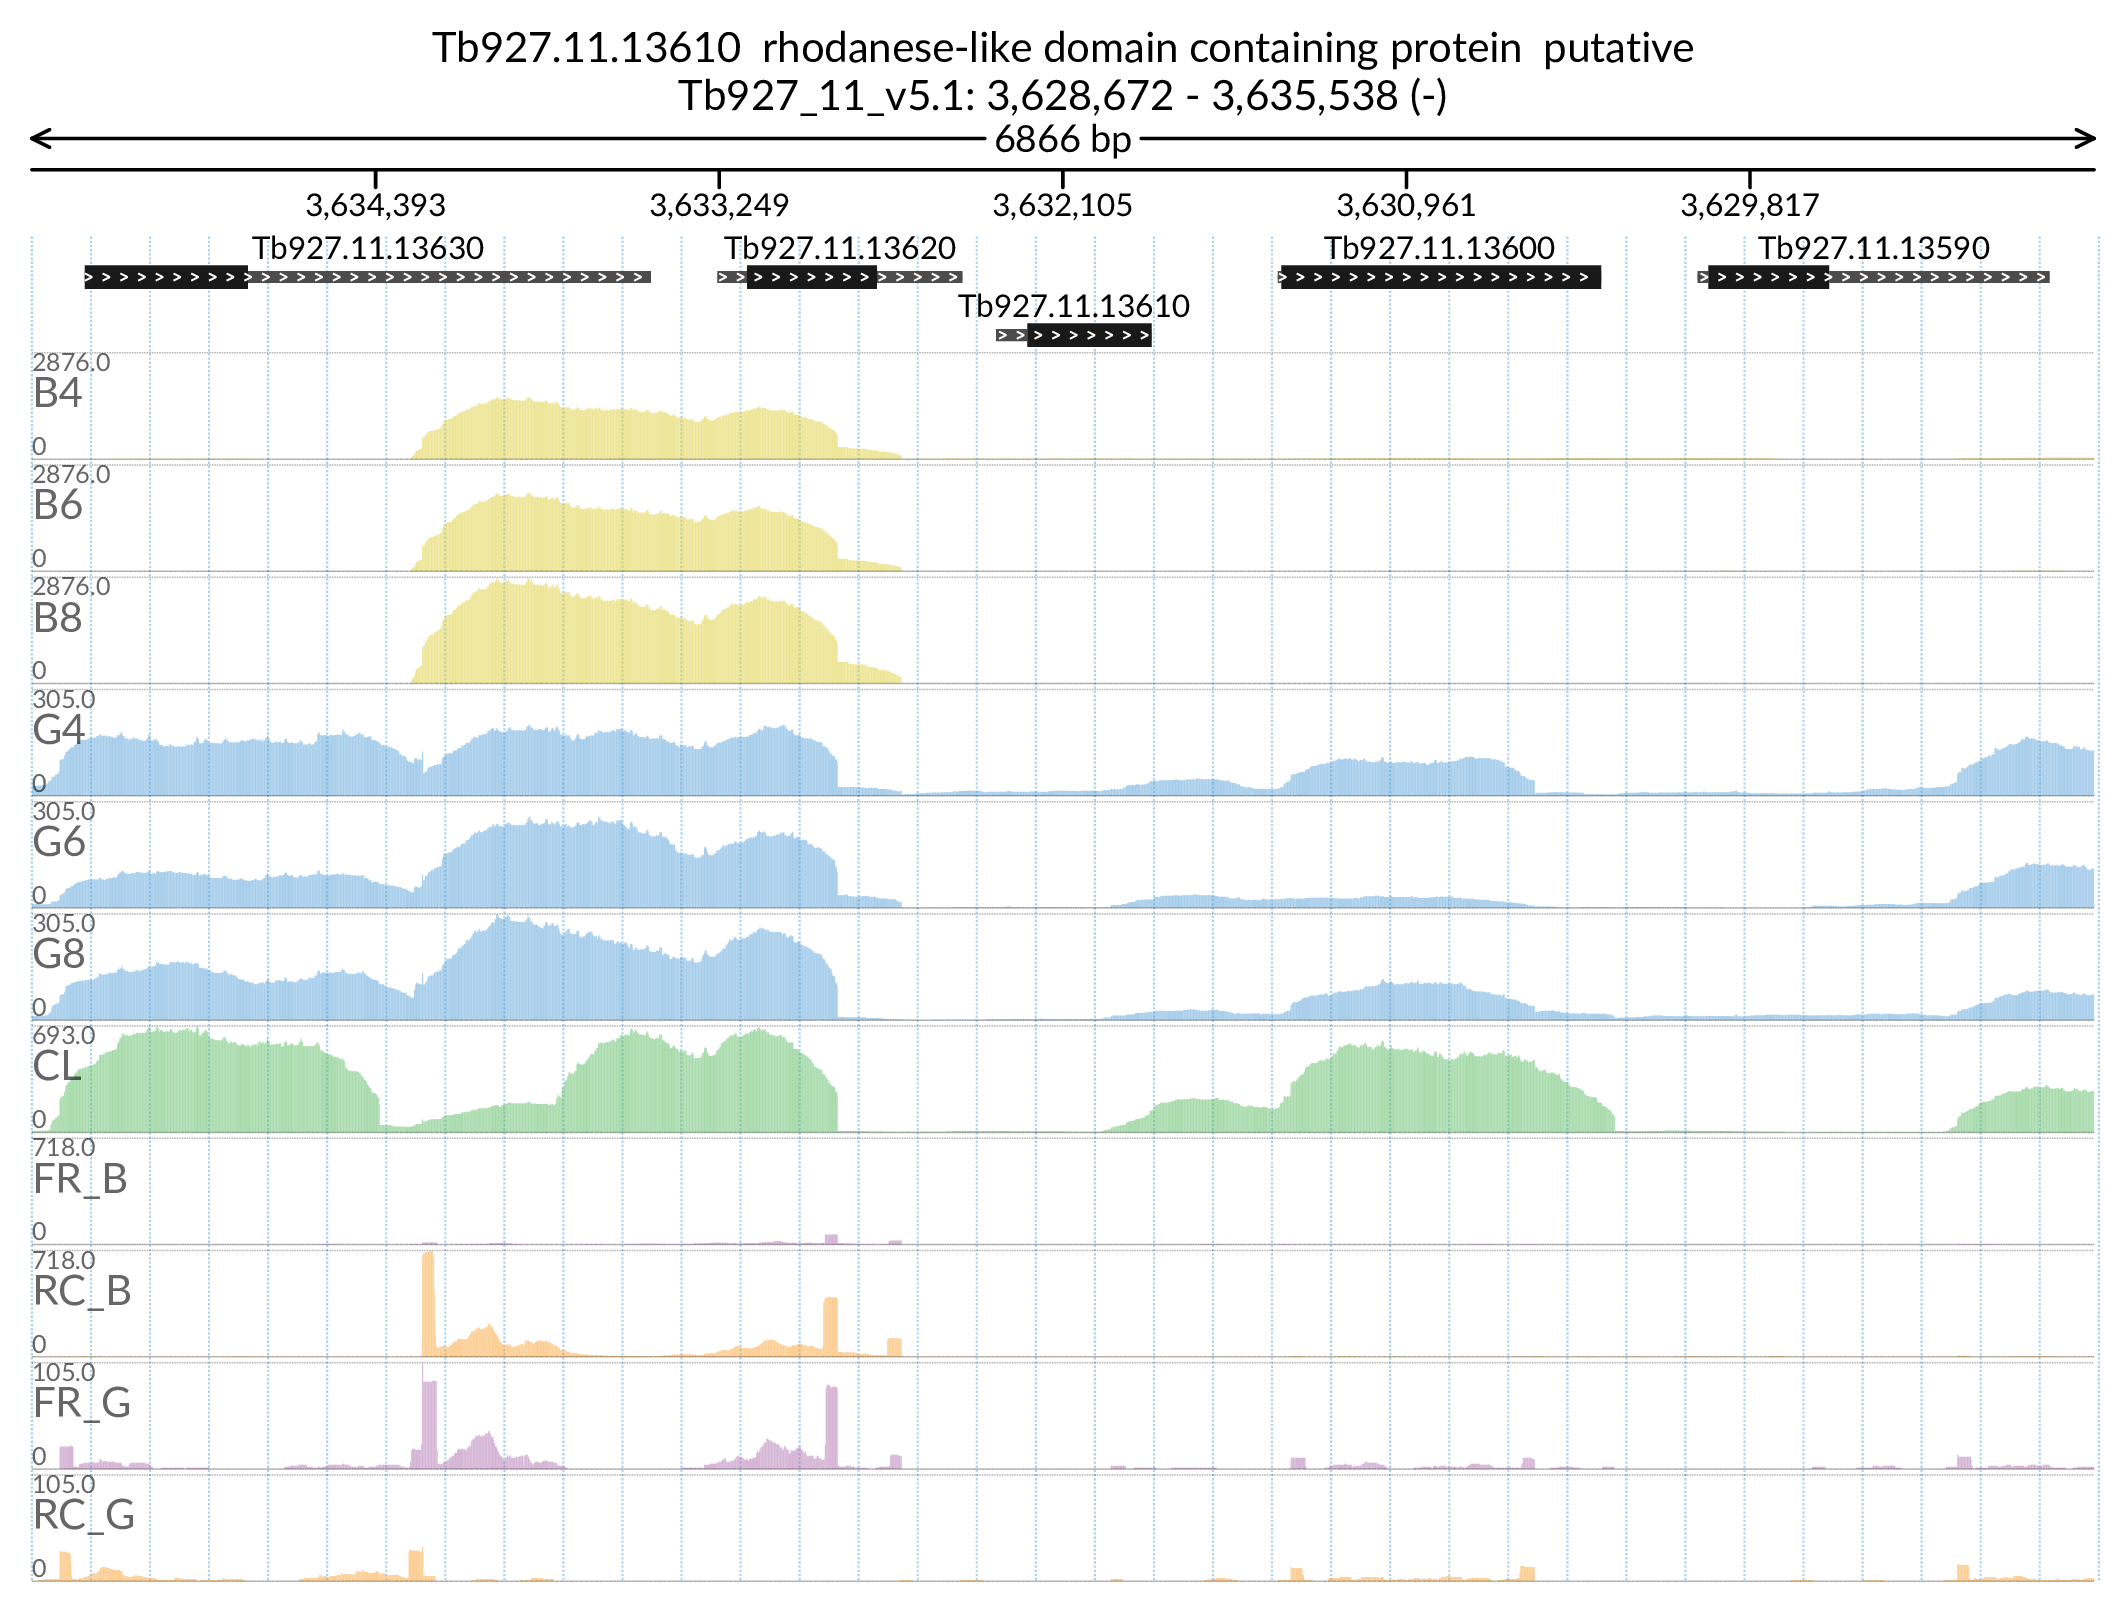 Tb927.11.13610  rhodanese-like domain containing protein  putative
Tb927_11_v5.1: 3,628,672 - 3,635,538 (-)
6866 bp
3,634,393 3,633,249 3,632,105 3,630,961 3,629,817
Tb927.11.13630 Tb927.11.13620 Tb927.11.13600 Tb927.11.13590
Tb927.11.13610
2876.0
B4
0
2876.0
B6
0
2876.0
B8
0
305.0
G4
0
305.0
G6
0
305.0
G8
0
693.0
CL
0
718.0
FR_B
0
718.0
RC_B
0
105.0
FR_G
0
105.0
RC_G
0